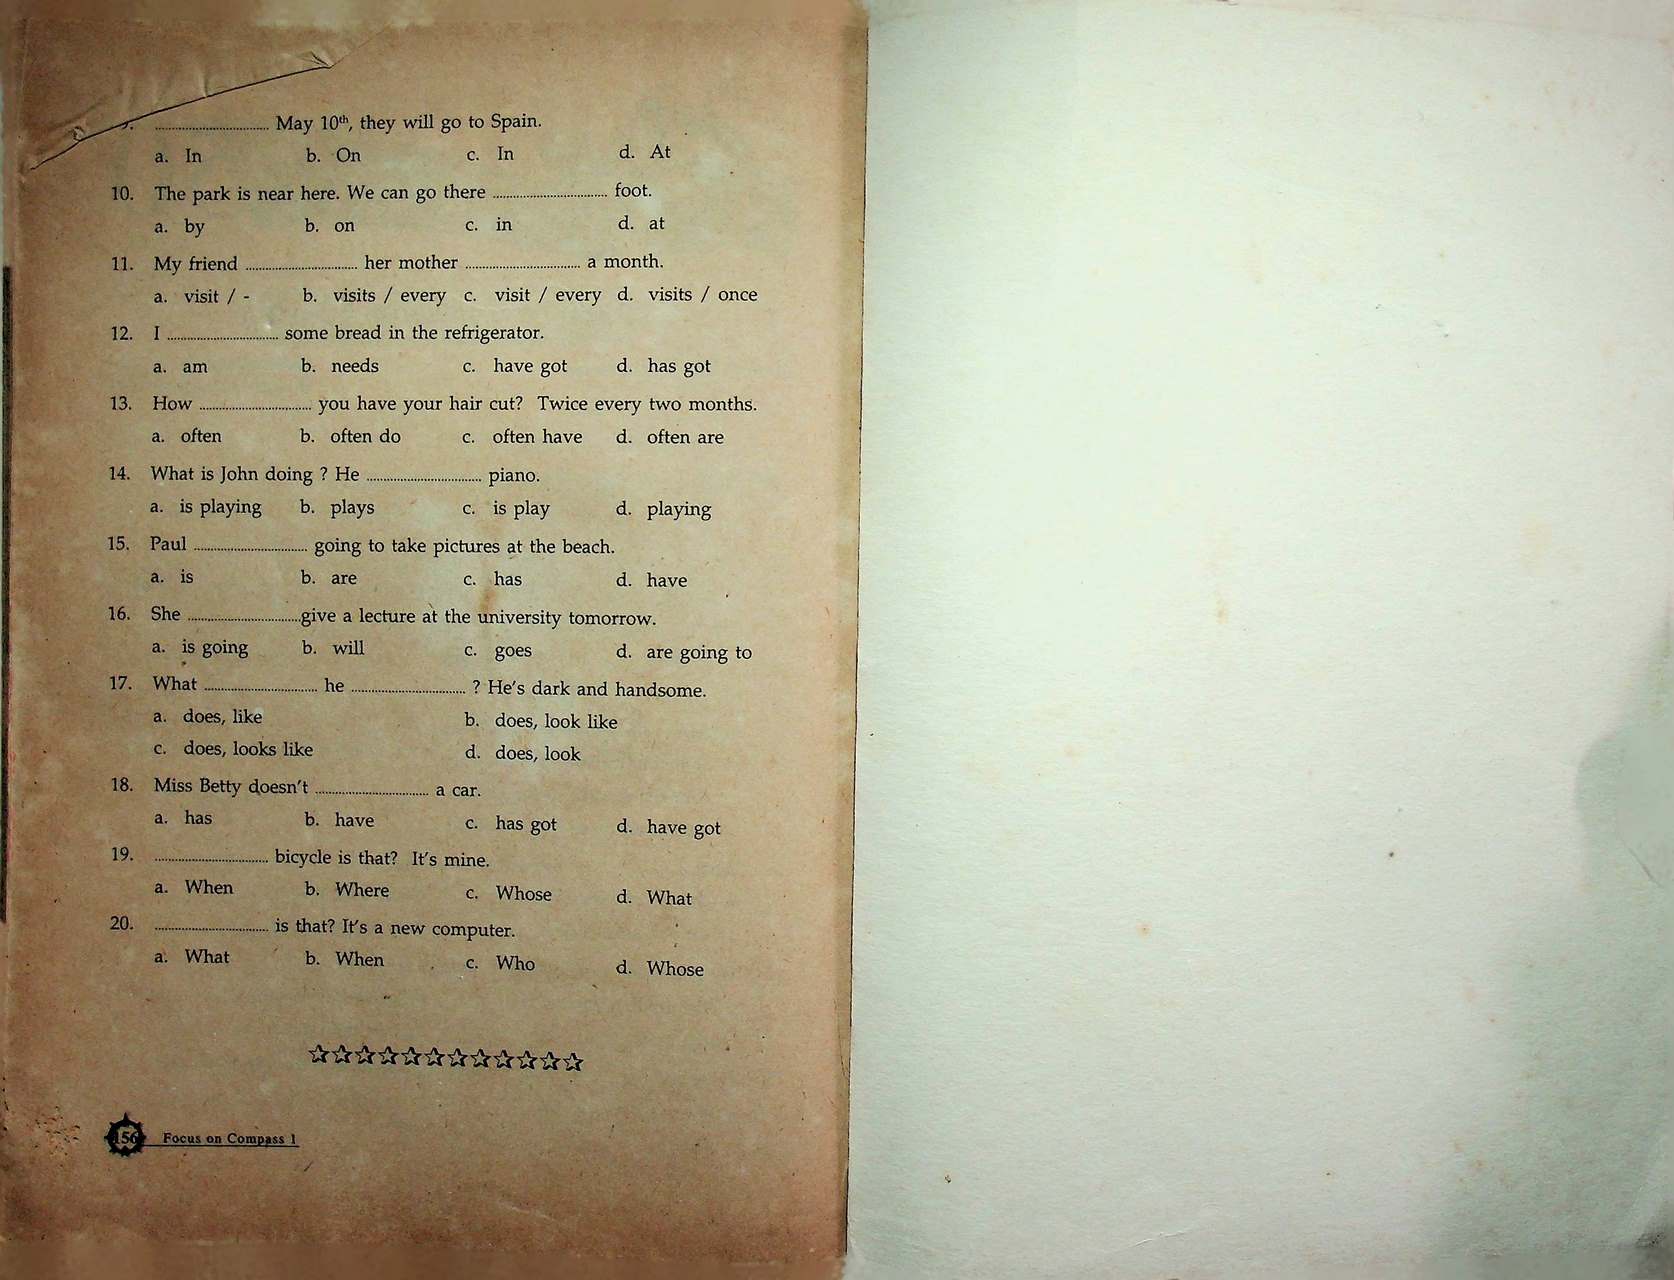 ............... May 10th, they will go to Spain.
a. In b. On c. In d. At
10. The park is near here. We can go there ............... foot.
a. by b. on c. in d. at
11. My friend ............... her mother ............... a month.
a. visit / - b. visits / every c. visit / every d. visits / once
12. I ............... some bread in the refrigerator.
a. am b. needs c. have got d. has got
13. How ............... you have your hair cut? Twice every two months.
a. often b. often do c. often have d. often are
14. What is John doing ? He ............... piano.
a. is playing b. plays c. is play d. playing
15. Paul ............... going to take pictures at the beach.
a. is b. are c. has d. have
16. She ...............give a lecture at the university tomorrow.
a. is going b. will c. goes d. are going to
17. What ............... he ............... ? He's dark and handsome.
a. does, like b. does, look like
c. does, looks like d. does, look
18. Miss Betty doesn't ............... a car.
a. has b. have c. has got d. have got
19. ............... bicycle is that? It's mine.
a. When b. Where c. Whose d. What
20. ............... is that? It's a new computer.
a. What b. When c. Who d. Whose
☆☆☆☆☆☆☆☆☆☆☆☆
156 Focus on Compass 1